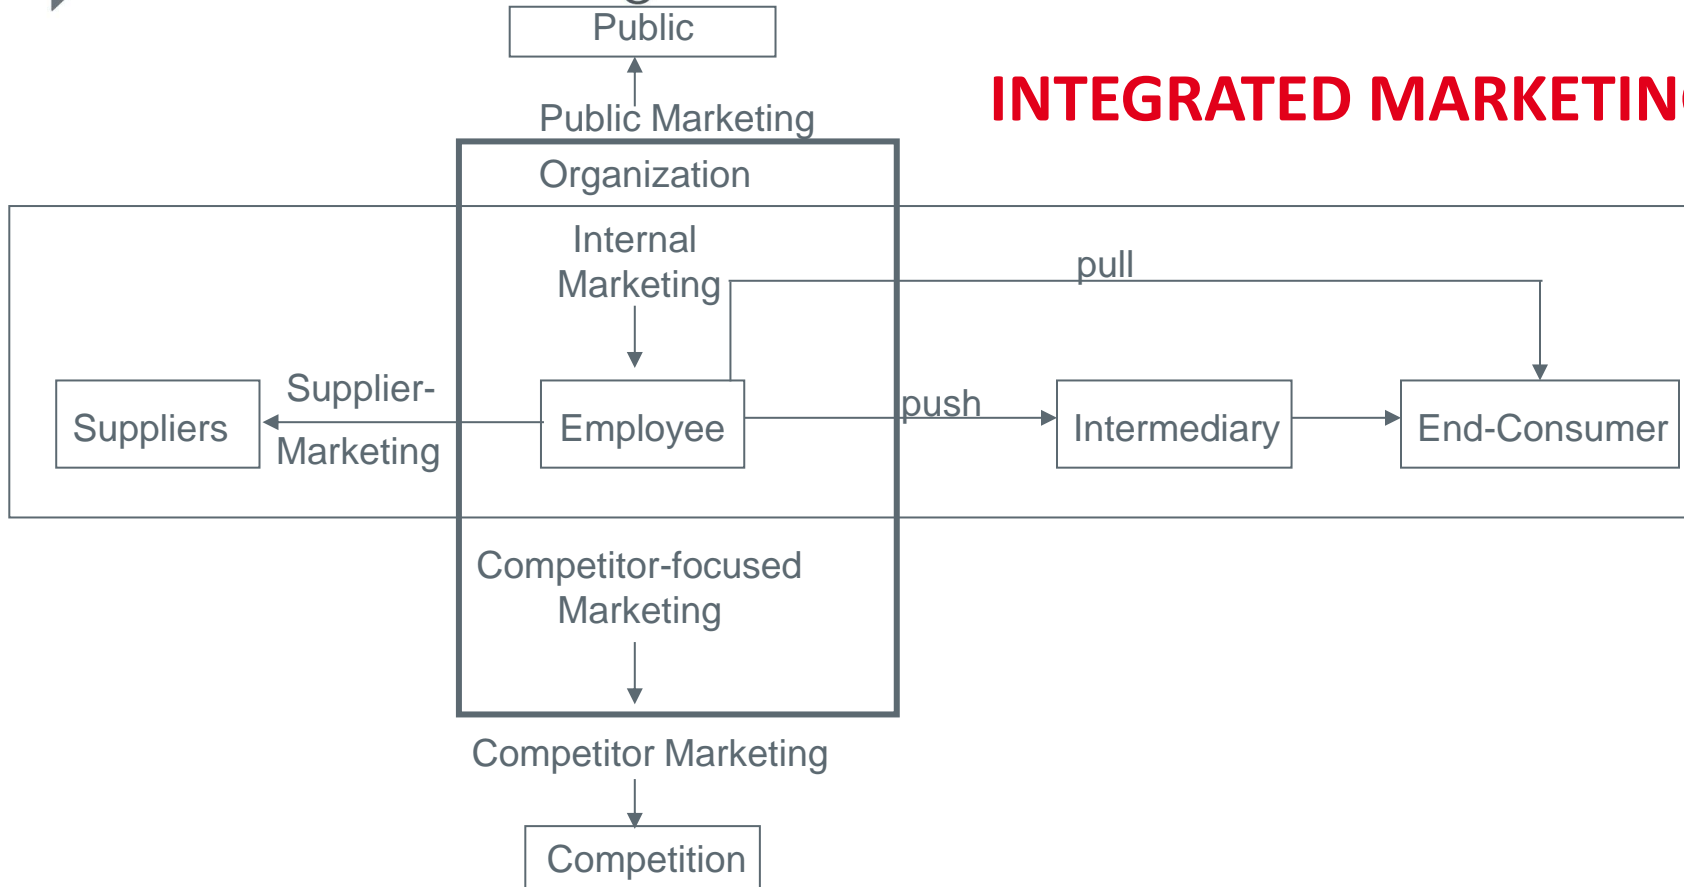 Public
INTEGRATED MARKETING
Public Marketing
Organization
Internal
Marketing
pull
Supplier-
Marketing
Suppliers
Employee
push
Intermediary
End-Consumer
Competitor-focused
Marketing
Competitor Marketing
Competition